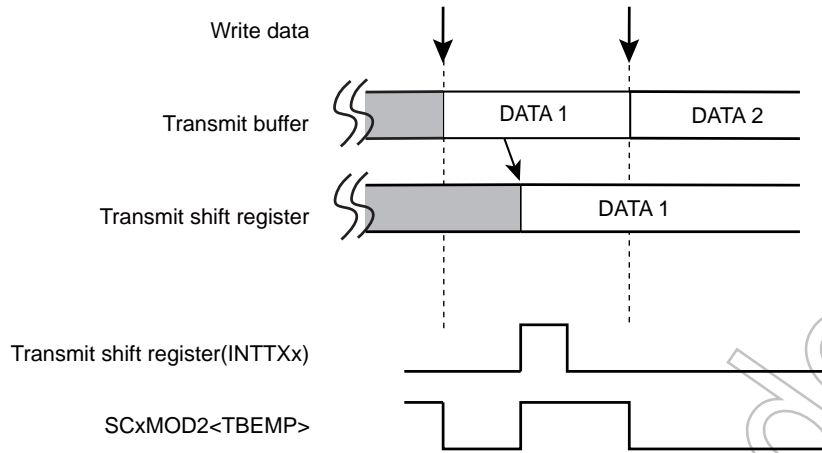 Write data
Transmit buffer
DATA 1
DATA 2
Transmit shift register
DATA 1
Transmit shift register(INTTXx)
SCxMOD2<TBEMP>